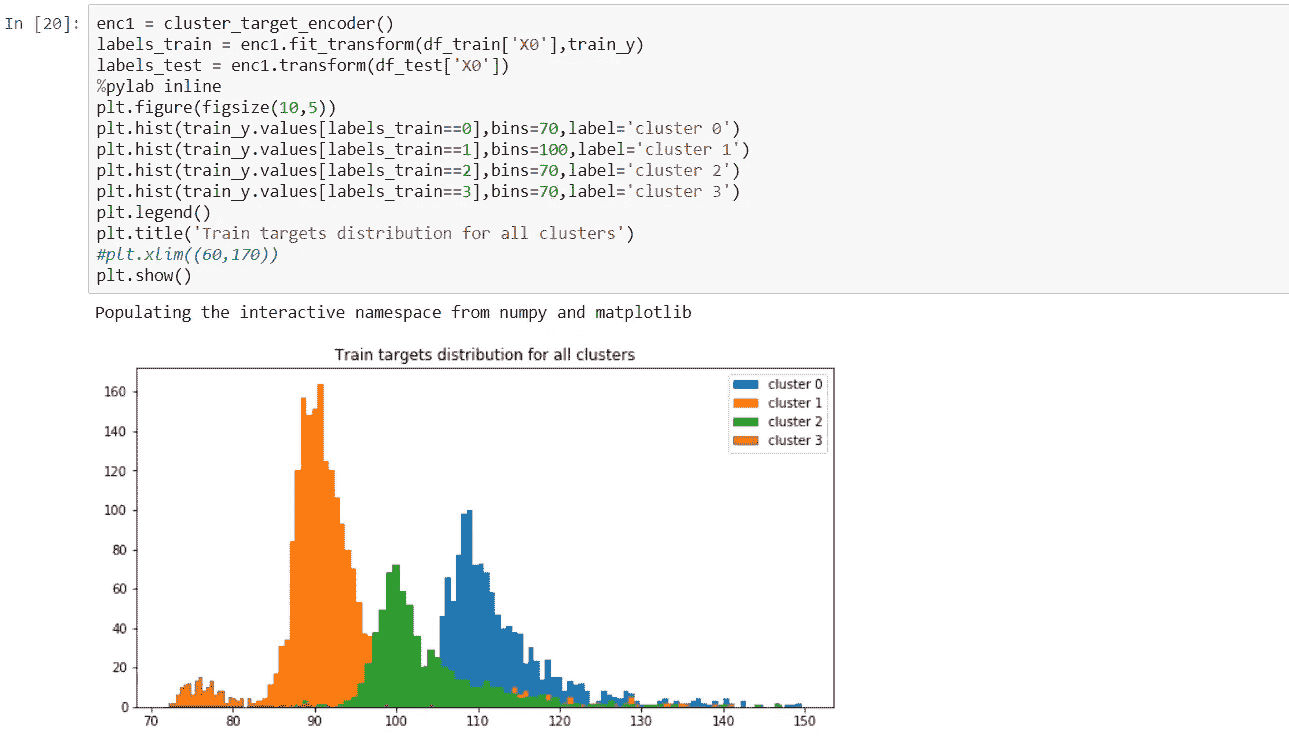 In [20]:
enc1 = cluster_target_encoder()
labels_train = enc1.fit_transform(df_train['X0'],train_y)
labels_test = enc1.transform(df_test['X0'])
%pylab inline
plt.figure(figsize(10,5))
plt.hist(train_y.values[labels_train==0],bins=70,label='cluster 0')
plt.hist(train_y.values[labels_train==1],bins=100,label='cluster 1')
plt.hist(train_y.values[labels_train==2],bins=70,label='cluster 2')
plt.hist(train_y.values[labels_train==3],bins=70,label='cluster 3')
plt.legend()
plt.title('Train targets distribution for all clusters')
#plt.xlim((60,170))
plt.show()
Populating the interactive namespace from numpy and matplotlib
Train targets distribution for all clusters
cluster 0
cluster 1
cluster 2
cluster 3
160
140
120
100
80
60
40
20
0
70 80 90 100 110 120 130 140 150